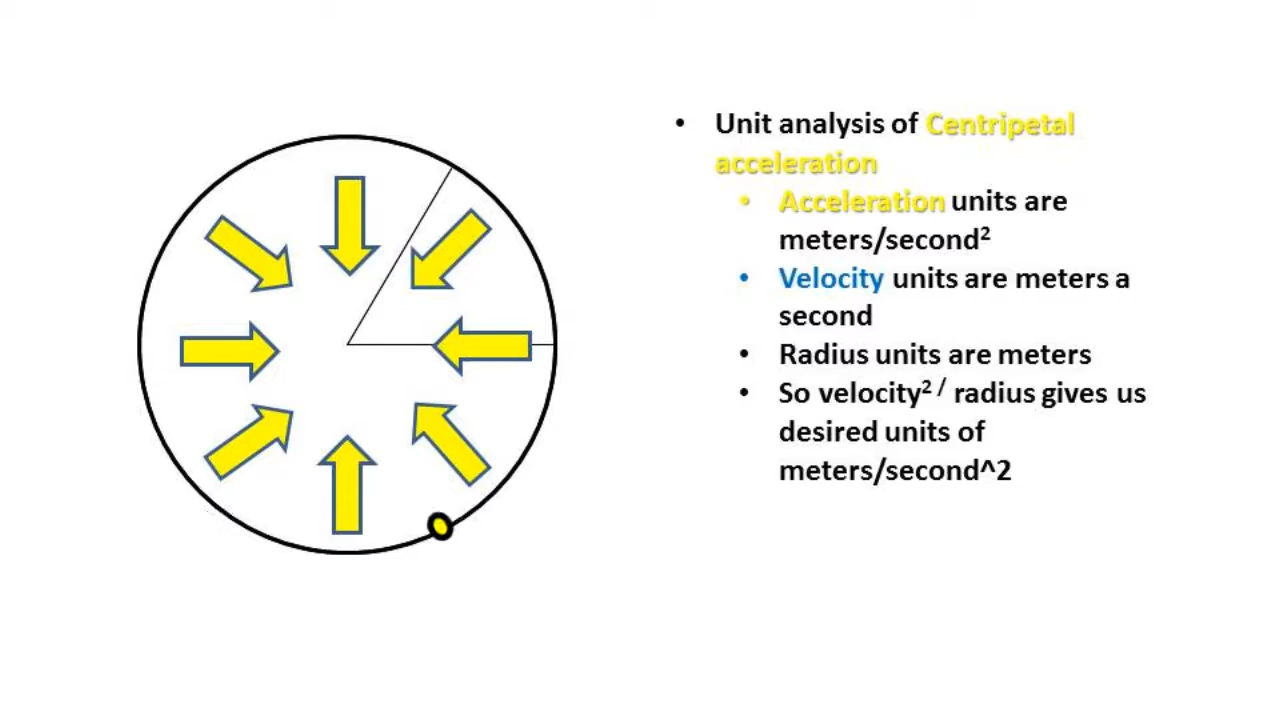 • Unit analysis of Centripetal
acceleration
• Acceleration units are
meters/second²
• Velocity units are meters a
second
• Radius units are meters
• So velocity² ᐟ radius gives us
desired units of
meters/second^2